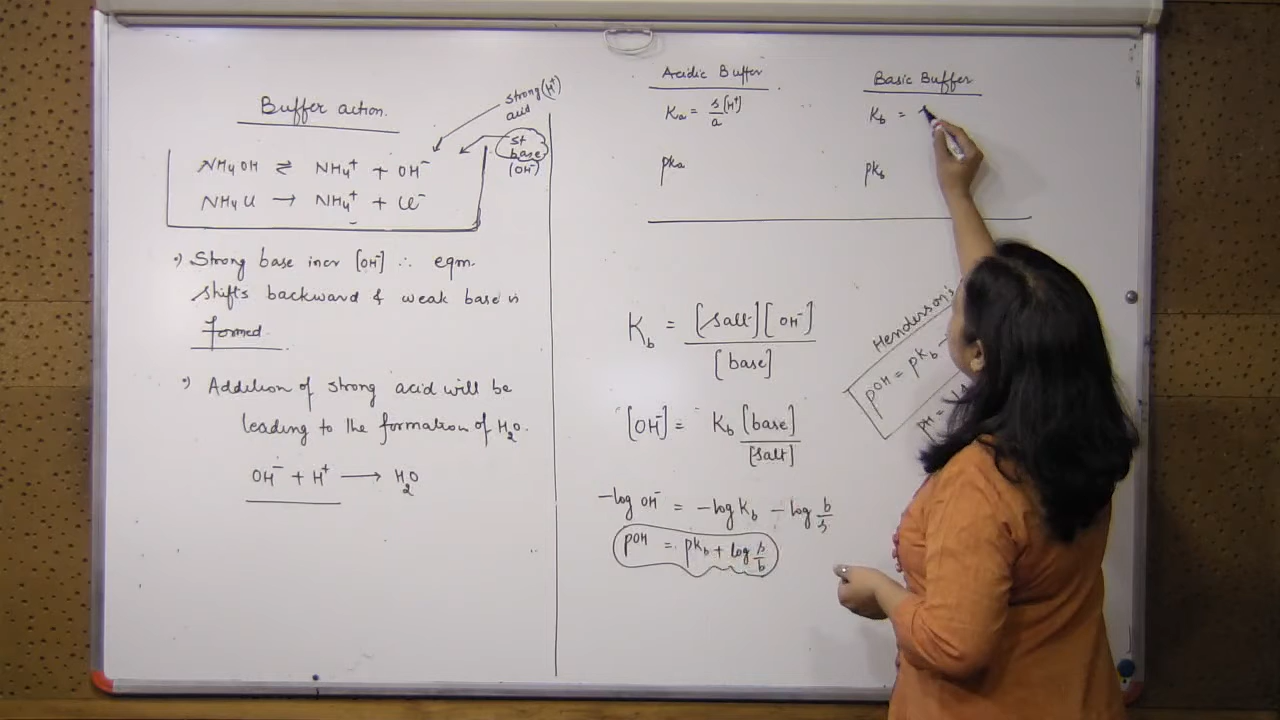 Buffer action.
strong (H⁺)
acid
st
base
(OH⁻)
NH4OH ⇌ NH4⁺ + OH⁻
NH4Cl → NH4⁺ + Cl⁻
•) Strong base incr [OH⁻] ∴ eqm.
shifts backward & weak base is
formed.
•) Addition of strong acid will be
leading to the formation of H2O.
OH⁻ + H⁺ → H2O
Acidic Buffer
Ka = s/a [H⁺]
pka
Basic Buffer
Kb =
pkb
Kb = [Salt][OH⁻] / [base]
[OH⁻] = Kb [base] / [salt]
-log OH⁻ = -log Kb - log b/s
pOH = pkb + log s/b
Henderson's
pOH = pKb -
pH =